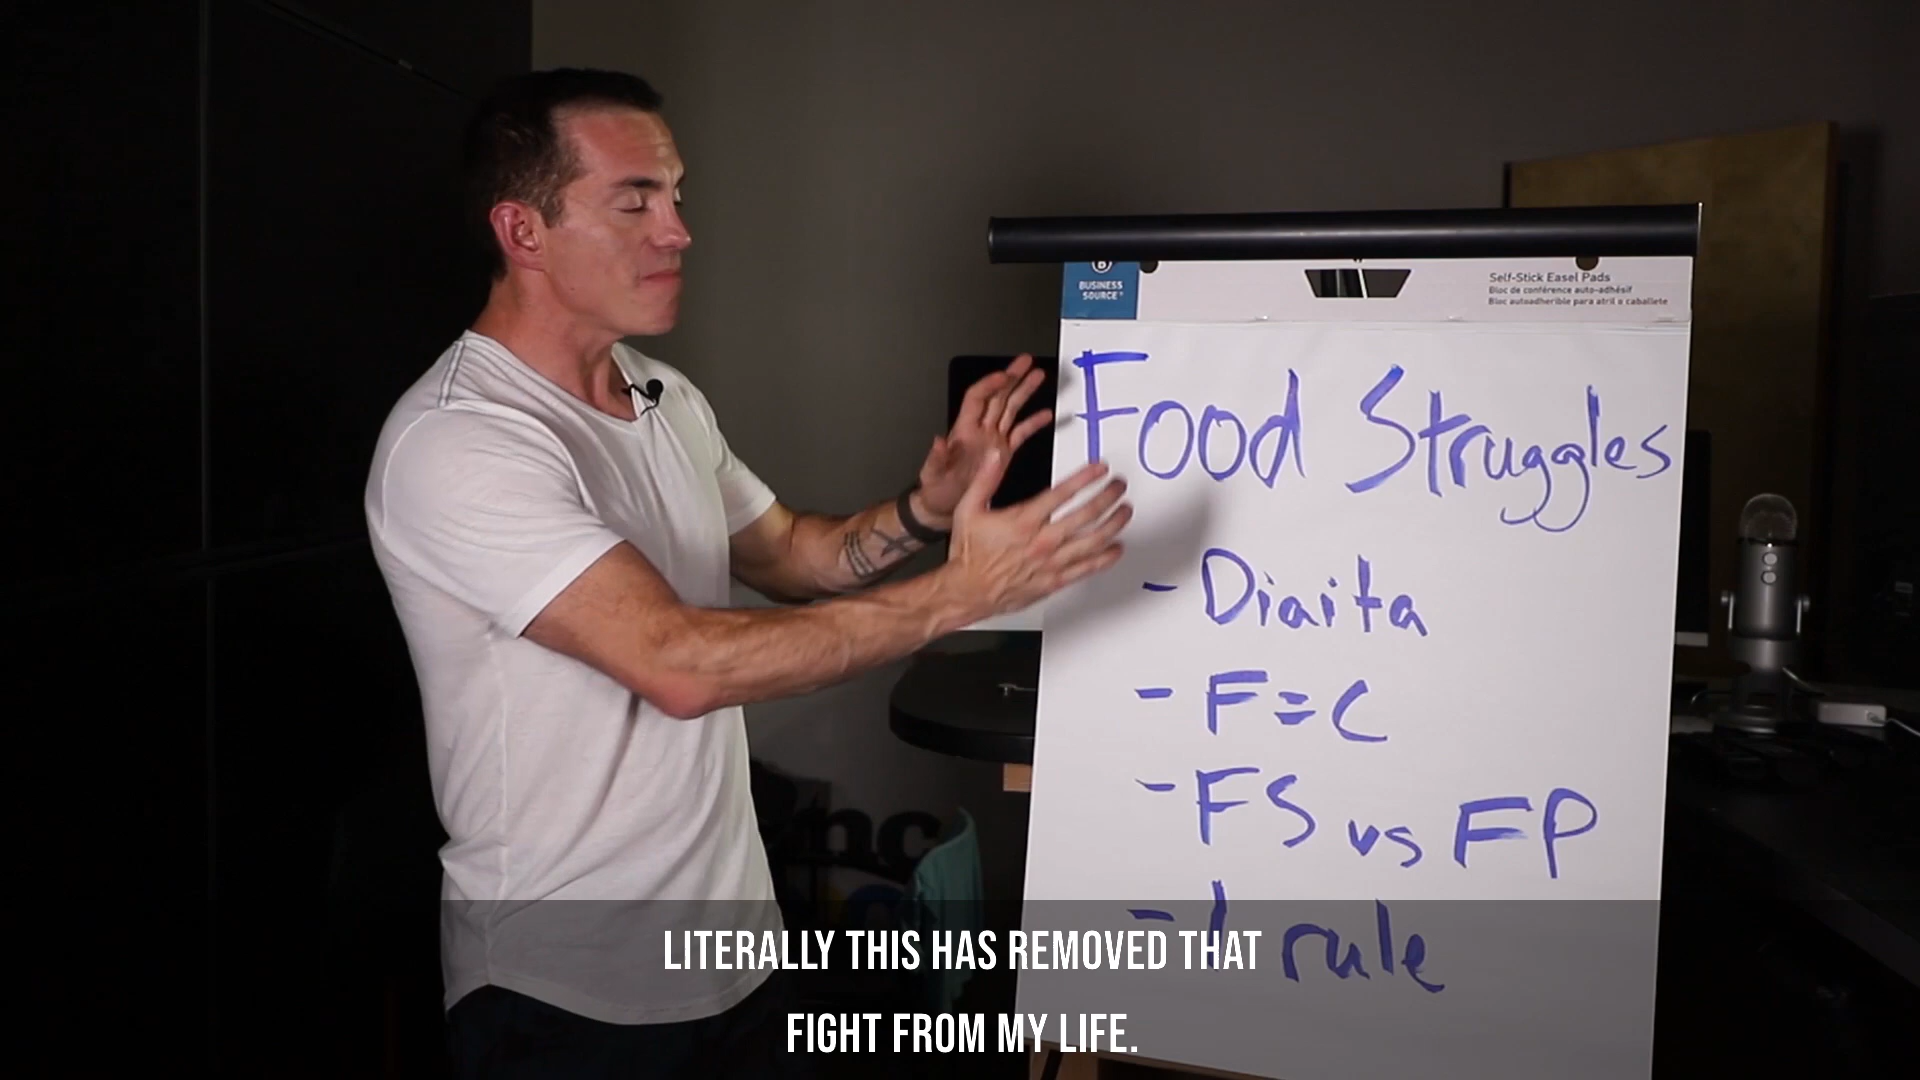 BUSINESS
SOURCE
Self-Stick Easel Pads
Bloc de conférence auto-adhésif
Bloc autoadherible para atril o caballete
Food Struggles
- Diaita
- F=C
- FS vs FP
- 1 rule
LITERALLY THIS HAS REMOVED THAT
FIGHT FROM MY LIFE.